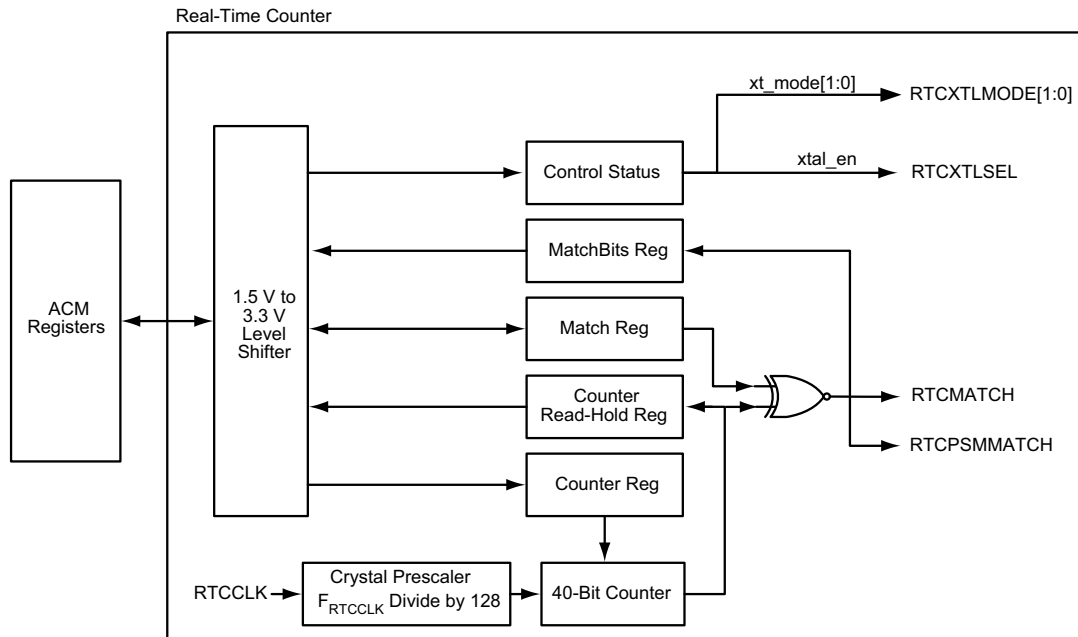 Real-Time Counter
xt_mode[1:0]
RTCXTLMODE[1:0]
Control Status
xtal_en
RTCXTLSEL
MatchBits Reg
ACM
Registers
1.5 V to
3.3 V
Level
Shifter
Match Reg
Counter
Read-Hold Reg
RTCMATCH
RTCPSMMATCH
Counter Reg
RTCCLK
Crystal Prescaler
FRTCCLK Divide by 128
40-Bit Counter